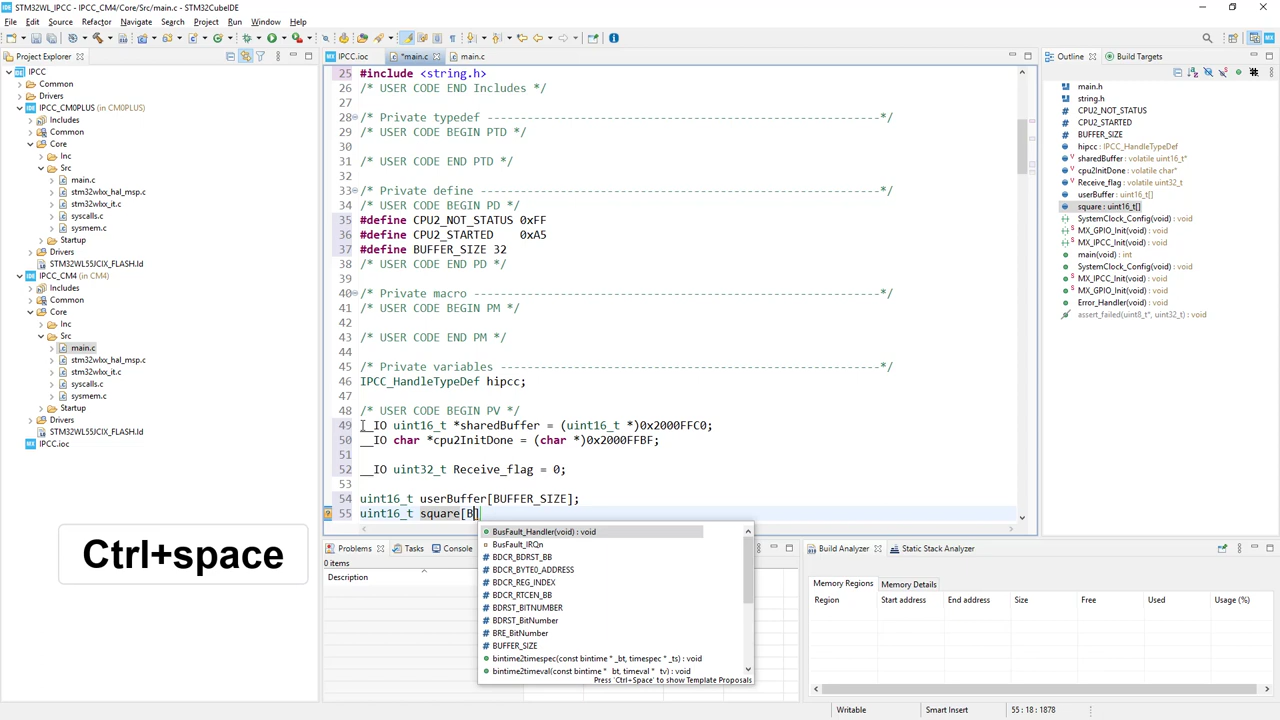 STM32WL_IPCC - IPCC_CM4/Core/Src/main.c - STM32CubeIDE
File Edit Source Refactor Navigate Search Project Run Window Help
Project Explorer
IPCC.ioc
*main.c
main.c
Outline
Build Targets
IPCC
Common
Drivers
IPCC_CM0PLUS (in CM0PLUS)
Includes
Common
Core
Inc
Src
main.c
stm32wlxx_hal_msp.c
stm32wlxx_it.c
syscalls.c
sysmem.c
Startup
Drivers
STM32WL55JCIX_FLASH.ld
IPCC_CM4 (in CM4)
Includes
Common
Core
Inc
Src
main.c
stm32wlxx_hal_msp.c
stm32wlxx_it.c
syscalls.c
sysmem.c
Startup
Drivers
STM32WL55JCIX_FLASH.ld
IPCC.ioc
25 #include <string.h>
26 /* USER CODE END Includes */
27
28 /* Private typedef -----------------------------------------------------------*/
29 /* USER CODE BEGIN PTD */
30
31 /* USER CODE END PTD */
32
33 /* Private define ------------------------------------------------------------*/
34 /* USER CODE BEGIN PD */
35 #define CPU2_NOT_STATUS 0xFF
36 #define CPU2_STARTED    0xA5
37 #define BUFFER_SIZE 32
38 /* USER CODE END PD */
39
40 /* Private macro -------------------------------------------------------------*/
41 /* USER CODE BEGIN PM */
42
43 /* USER CODE END PM */
44
45 /* Private variables ---------------------------------------------------------*/
46 IPCC_HandleTypeDef hipcc;
47
48 /* USER CODE BEGIN PV */
49 __IO uint16_t *sharedBuffer = (uint16_t *)0x2000FFC0;
50 __IO char *cpu2InitDone = (char *)0x2000FFBF;
52 __IO uint32_t Receive_flag = 0;
54 uint16_t userBuffer[BUFFER_SIZE];
55 uint16_t square[B]
BusFault_Handler(void) : void
BusFault_IRQn
BDCR_BDRST_BB
BDCR_BYTE0_ADDRESS
BDCR_REG_INDEX
BDCR_RTCEN_BB
BDRST_BITNUMBER
BDRST_BitNumber
BRE_BitNumber
BUFFER_SIZE
bintime2timespec(const bintime * _bt, timespec * _ts) : void
bintime2timeval(const bintime * _bt, timeval * _tv) : void
Press 'Ctrl+Space' to show Template Proposals
Ctrl+space
main.h
string.h
CPU2_NOT_STATUS
CPU2_STARTED
BUFFER_SIZE
hipcc : IPCC_HandleTypeDef
sharedBuffer : volatile uint16_t*
cpu2InitDone : volatile char*
Receive_flag : volatile uint32_t
userBuffer : uint16_t[]
square : uint16_t[]
SystemClock_Config(void) : void
MX_GPIO_Init(void) : void
MX_IPCC_Init(void) : void
main(void) : int
SystemClock_Config(void) : void
MX_IPCC_Init(void) : void
MX_GPIO_Init(void) : void
Error_Handler(void) : void
assert_failed(uint8_t*, uint32_t) : void
Problems
Tasks
Console
0 items
Description
Build Analyzer
Static Stack Analyzer
Memory Regions
Memory Details
Region Start address End address Size Free Used Usage (%)
Writable
Smart Insert
55 : 18 : 1878